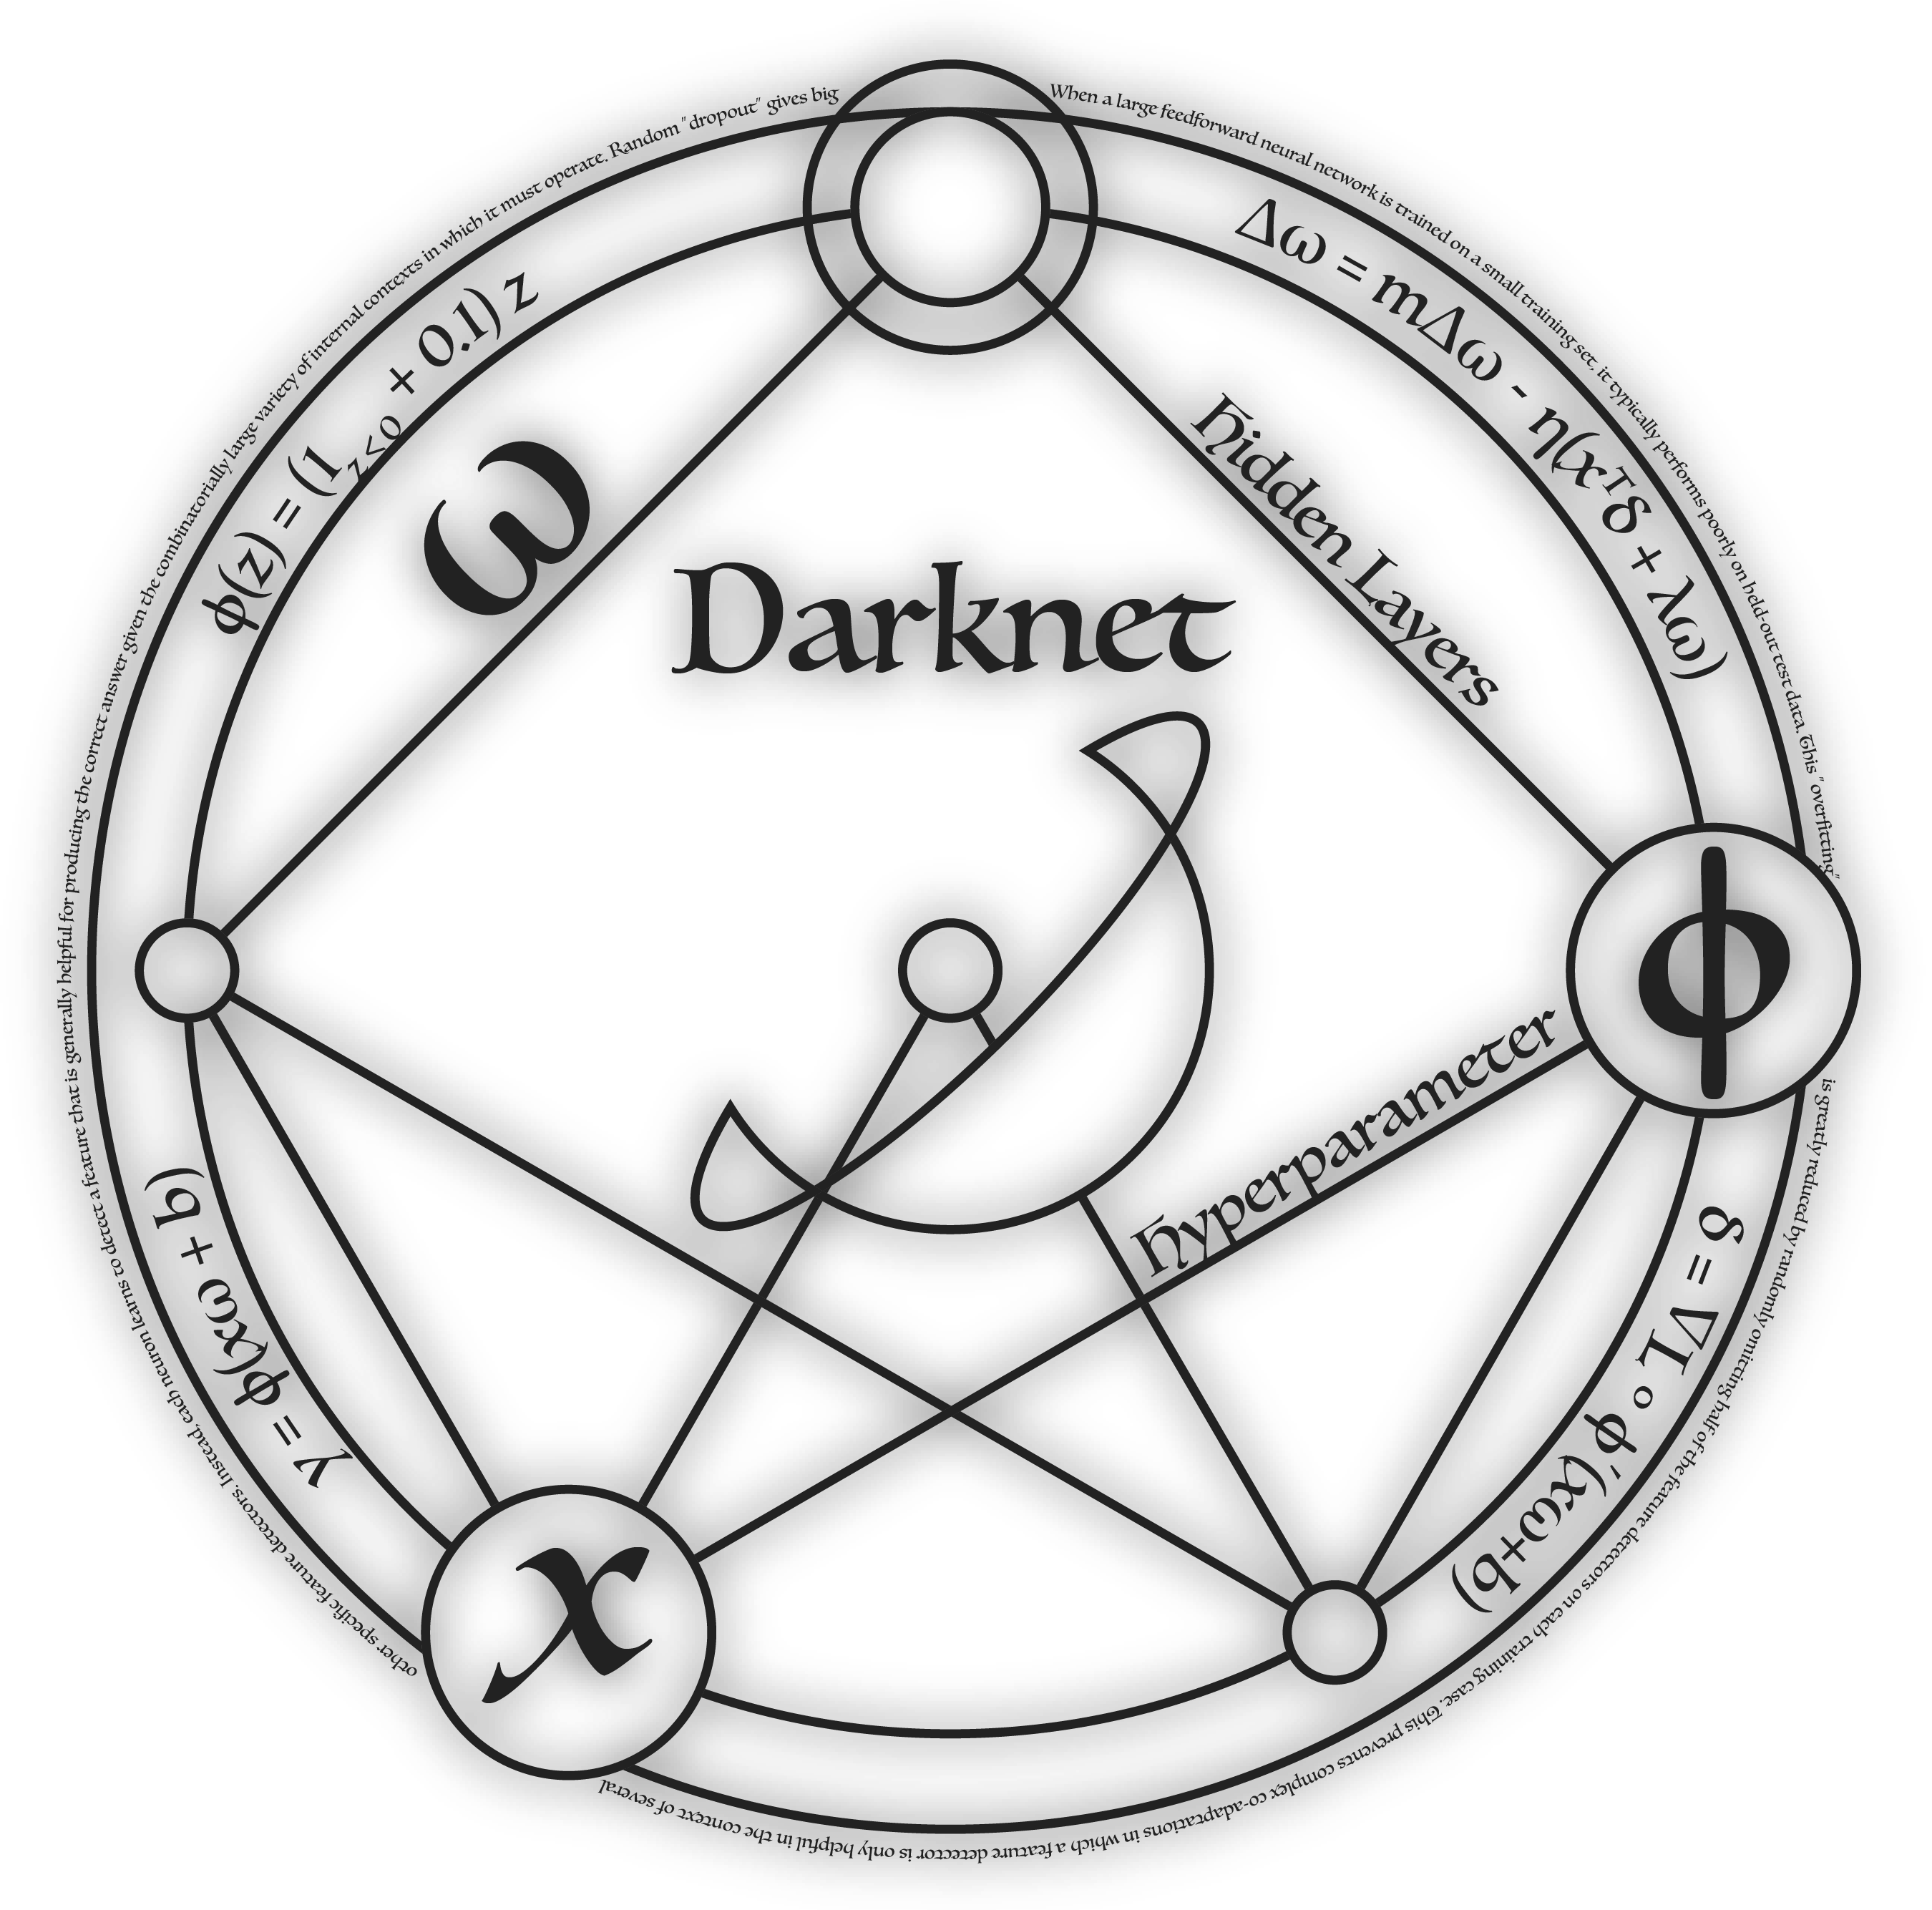 Darknet
ω
Hidden Layers
Hyperparameter
ϕ
x
Δω = mΔω - η(xᵀδ + λω)
δ = ∇L ∘ ϕ′(xω+b)
y = ϕ(xω + b)
ϕ(z) = (1_{z<0} + 0.1) z
When a large feedforward neural network is trained on a small training set, it typically performs poorly on held-out test data. This "overfitting"
is greatly reduced by randomly omitting half of the feature detectors on each training case. This prevents complex co-adaptations in which a feature detector is only helpful in the context of several
other specific feature detectors. Instead, each neuron learns to detect a feature that is generally helpful for producing the correct answer given the combinatorially large variety of internal contexts in which it must operate. Random "dropout" gives big